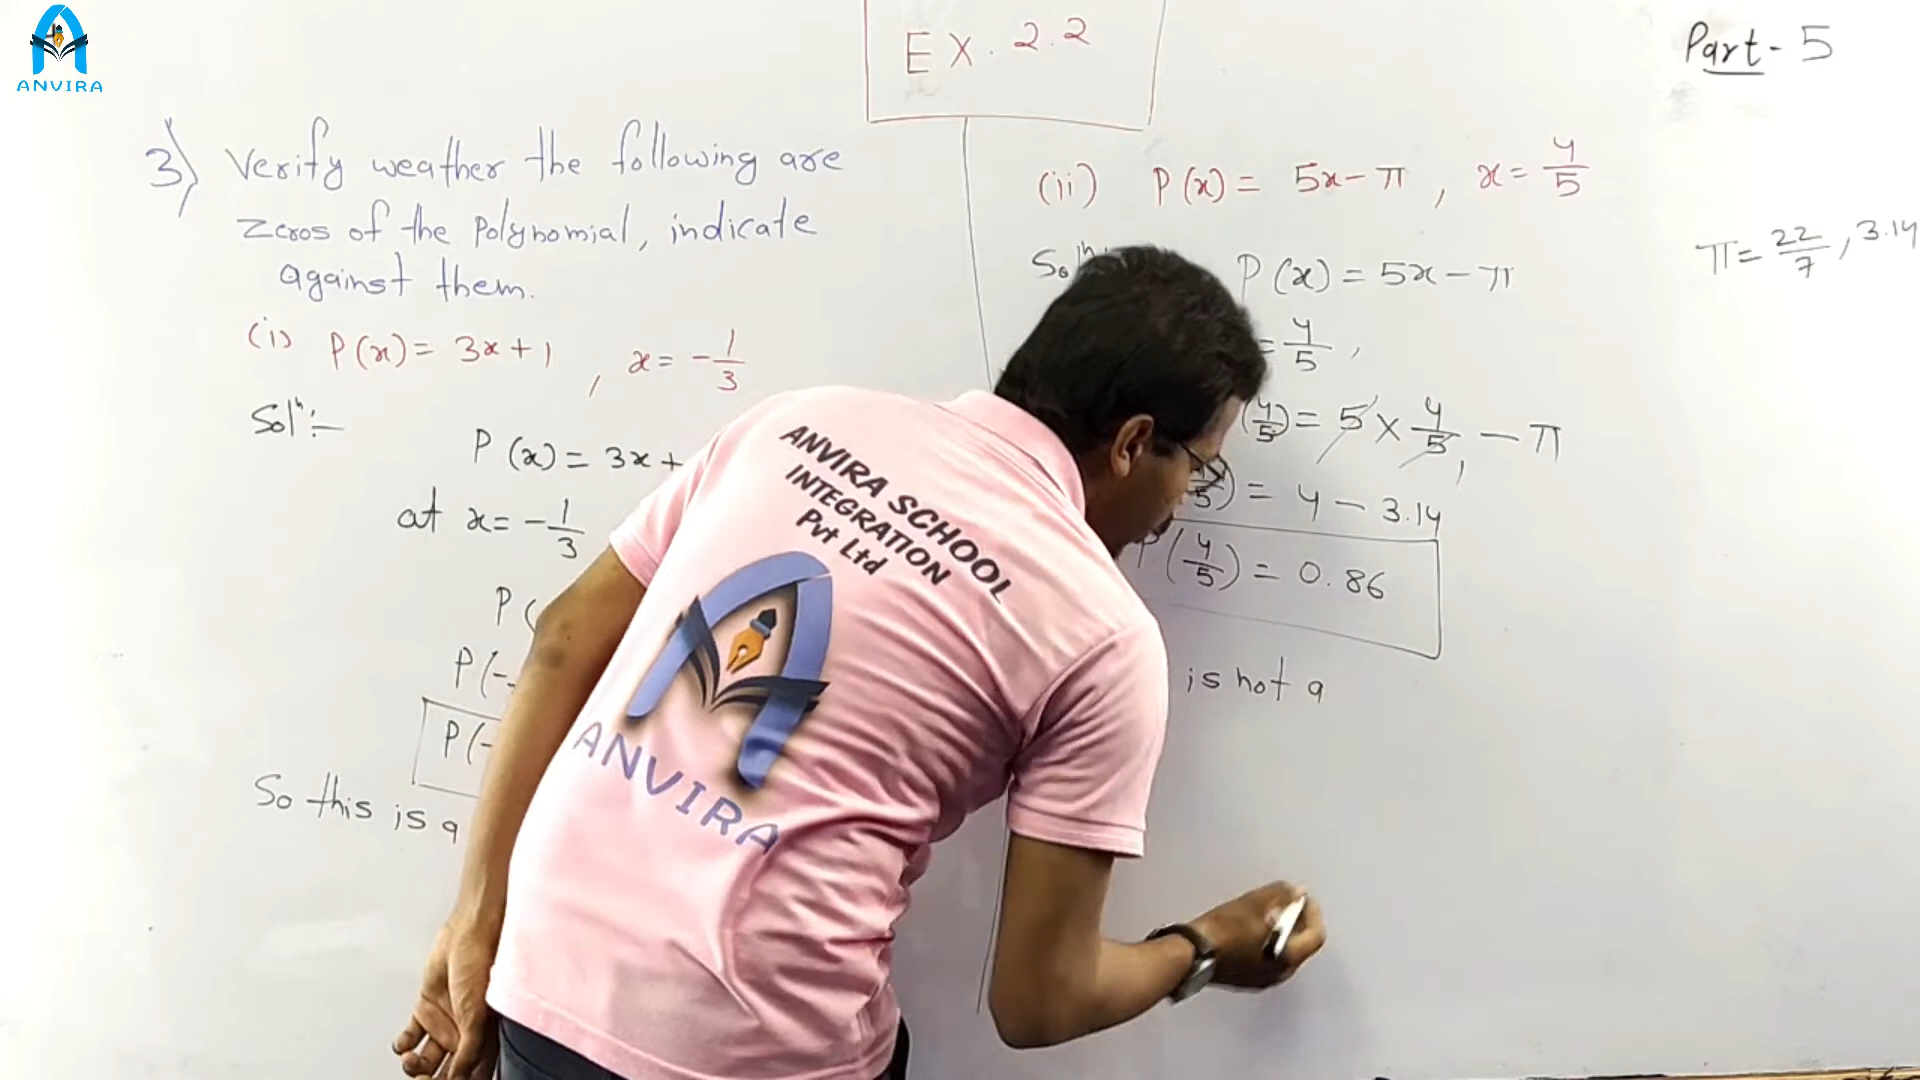 ANVIRA
EX. 2.2
Part - 5
3) Verify weather the following are
zeros of the Polynomial, indicate
against them.
(i) P(x) = 3x + 1 , x = -1/3
Solⁿ:-
P(x) = 3x +
at x = -1/3
P(
P(-
P(-
So this is a
(ii) P(x) = 5x - π , x = 4/5
Solⁿ:
P(x) = 5x - π
= 4/5 ,
(4/5) = 5 × 4/5 - π
/5) = 4 - 3.14
P(4/5) = 0.86
is not a
π = 22/7 , 3.14
ANVIRA SCHOOL
INTEGRATION
Pvt Ltd
ANVIRA